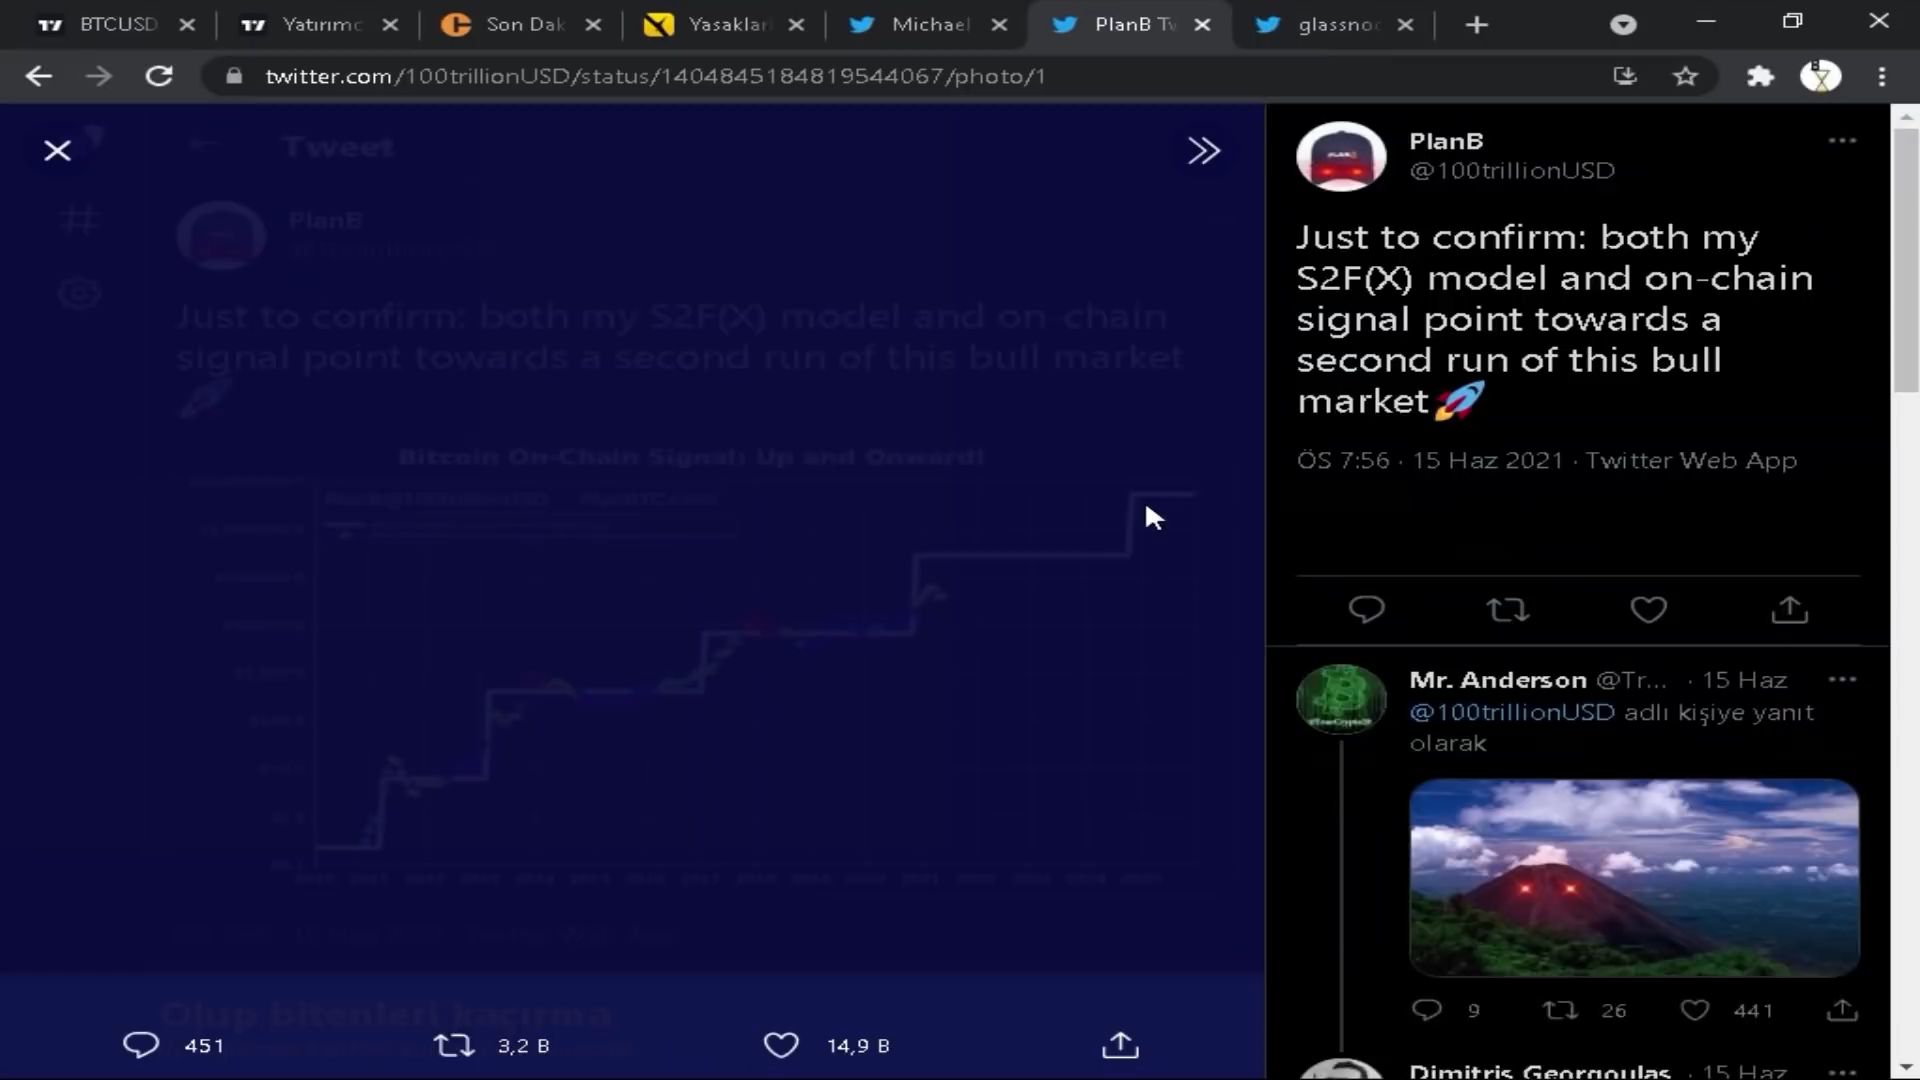 BTCUSD
Yatırımc
Son Dak
Yasaklar
Michael
PlanB Tv
glassnoc
twitter.com/100trillionUSD/status/1404845184819544067/photo/1
Tweet
PlanB
Just to confirm: both my S2F(X) model and on-chain
signal point towards a second run of this bull market
Bitcoin On-Chain Signal: Up and Onward!
Olup bitenleri kaçırma
451
3,2 B
14,9 B
PlanB
@100trillionUSD
Just to confirm: both my
S2F(X) model and on-chain
signal point towards a
second run of this bull
market🚀
ÖS 7:56 · 15 Haz 2021 · Twitter Web App
Mr. Anderson @Tr... · 15 Haz
@100trillionUSD adlı kişiye yanıt
olarak
9
26
441
Dimitris Georgoulas · 15 Haz